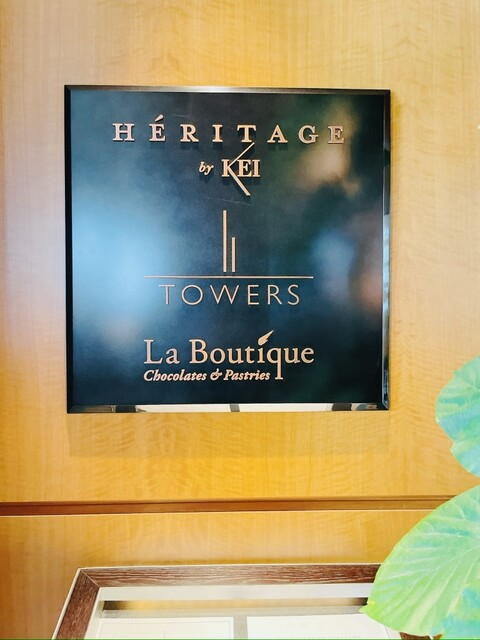 HÉRITAGE
by KEI
TOWERS
La Boutique
Chocolates & Pastries